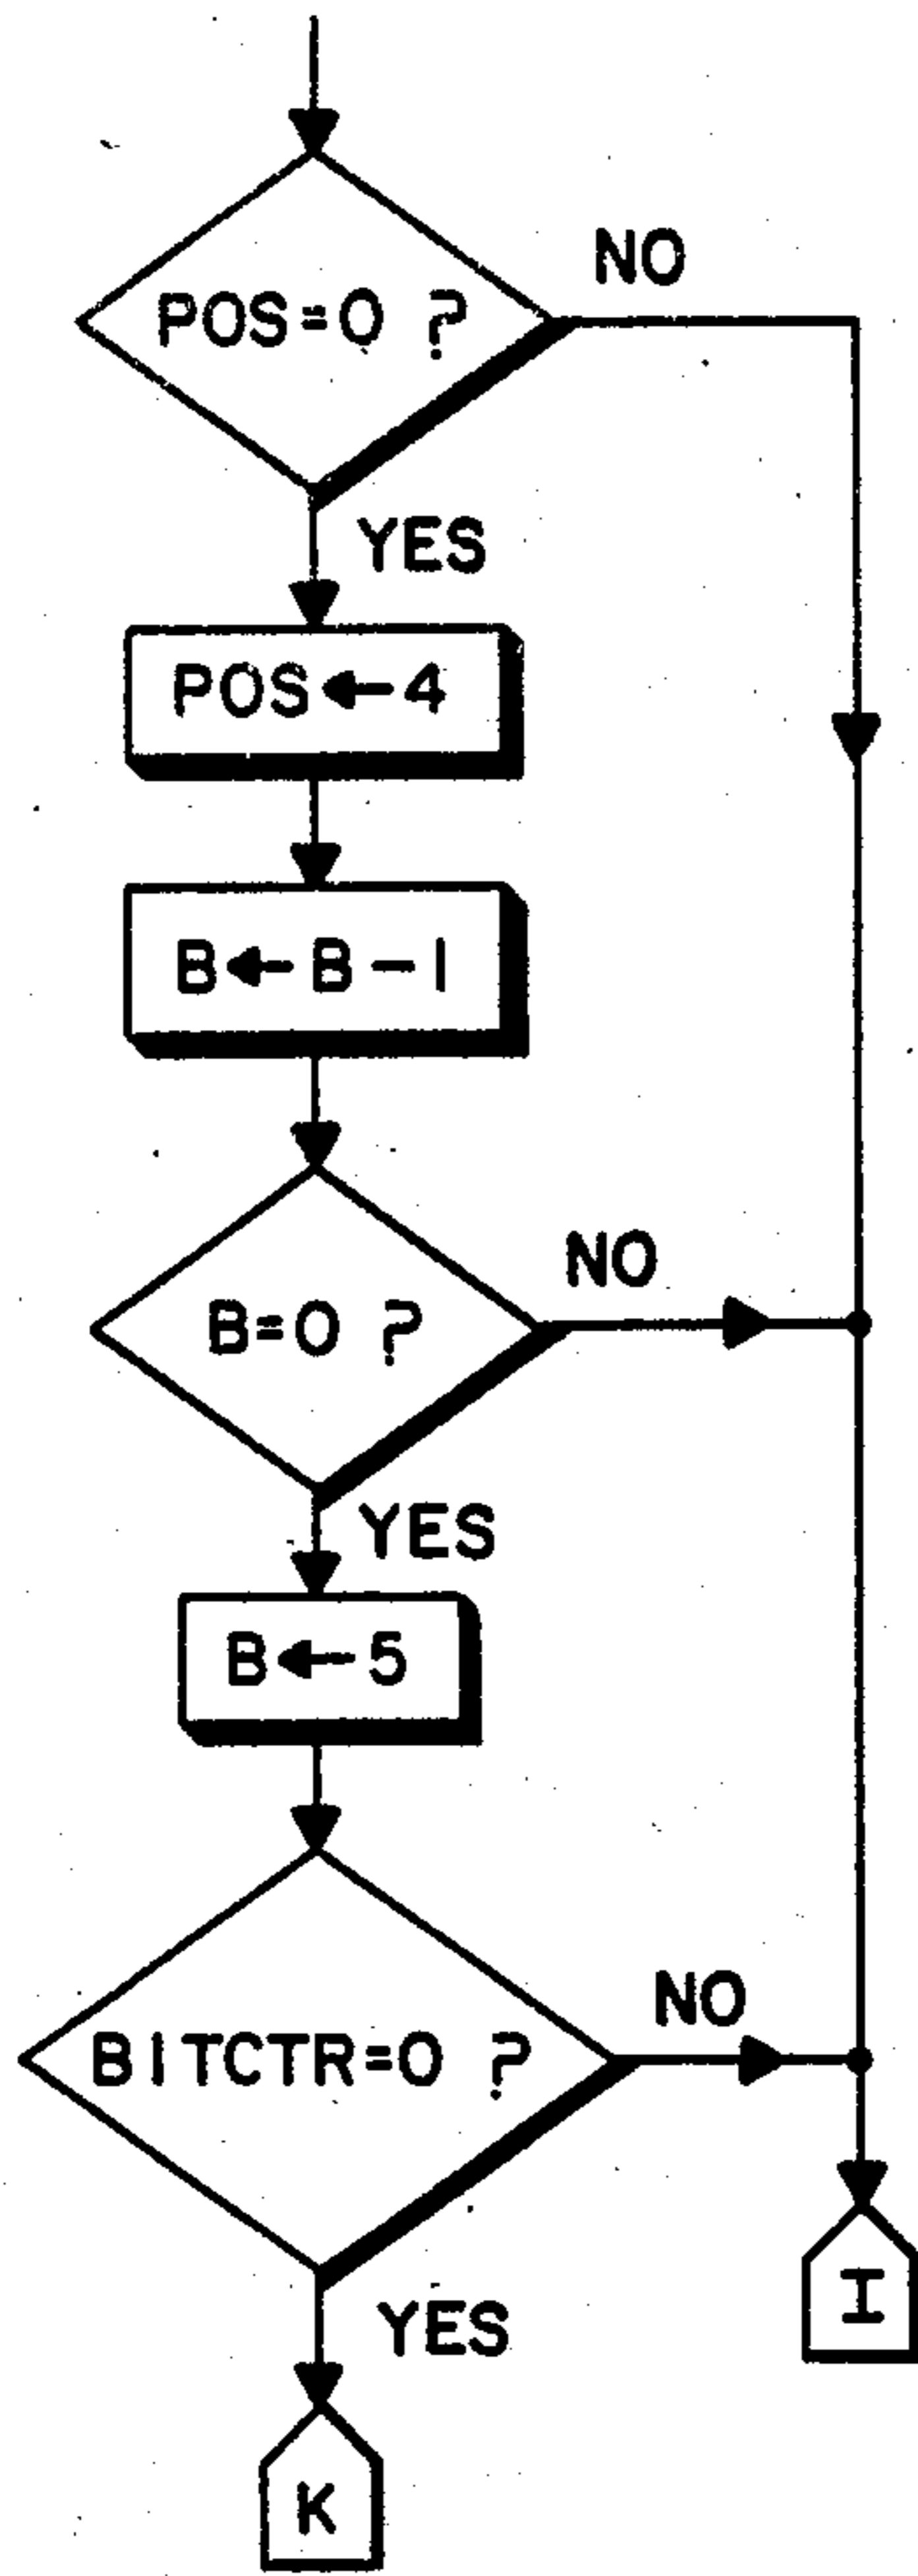 NO
POS=0 ?
YES
POS←4
B←B-1
NO
B=0 ?
YES
B←5
NO
BITCTR=0 ?
I
YES
K